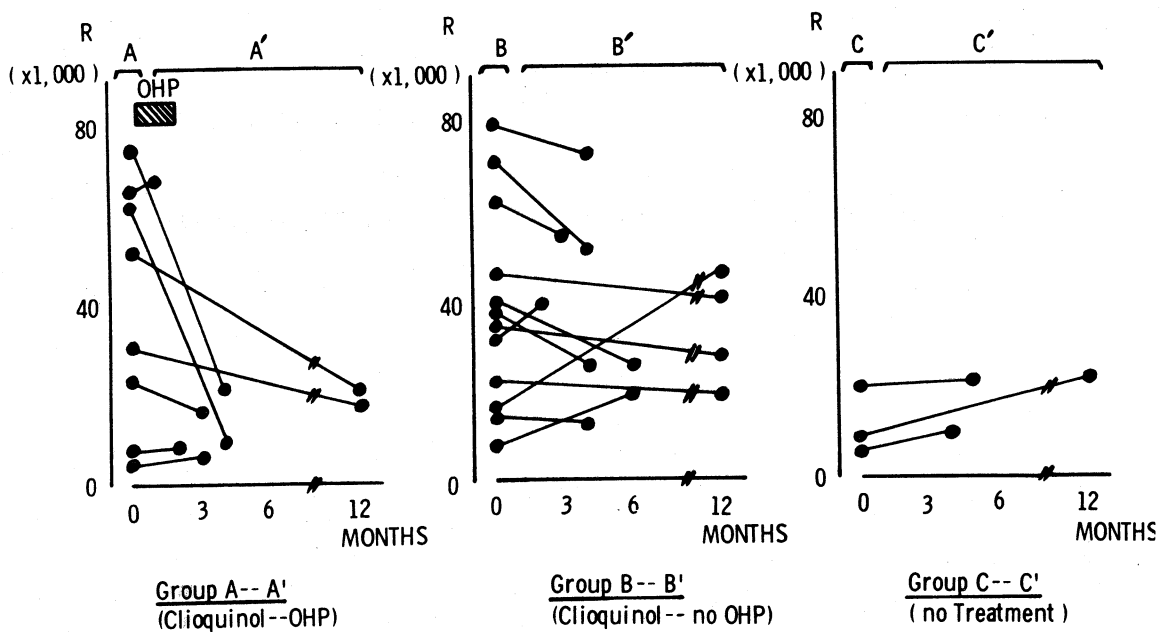 R
A
A′
(x1,000)
OHP
80
40
0
0 3 6 12
MONTHS
Group A-- A'
(Clioquinol--OHP)
R
B
B′
(x1,000)
80
40
0
0 3 6 12
MONTHS
Group B-- B'
(Clioquinol-- no OHP)
R
C
C′
(x1,000)
80
40
0
0 3 6 12
MONTHS
Group C-- C'
( no Treatment )